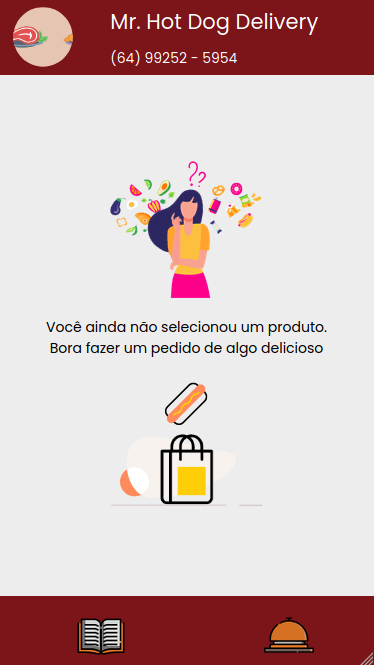 Mr. Hot Dog Delivery
(64) 99252 - 5954
Você ainda não selecionou um produto.
Bora fazer um pedido de algo delicioso